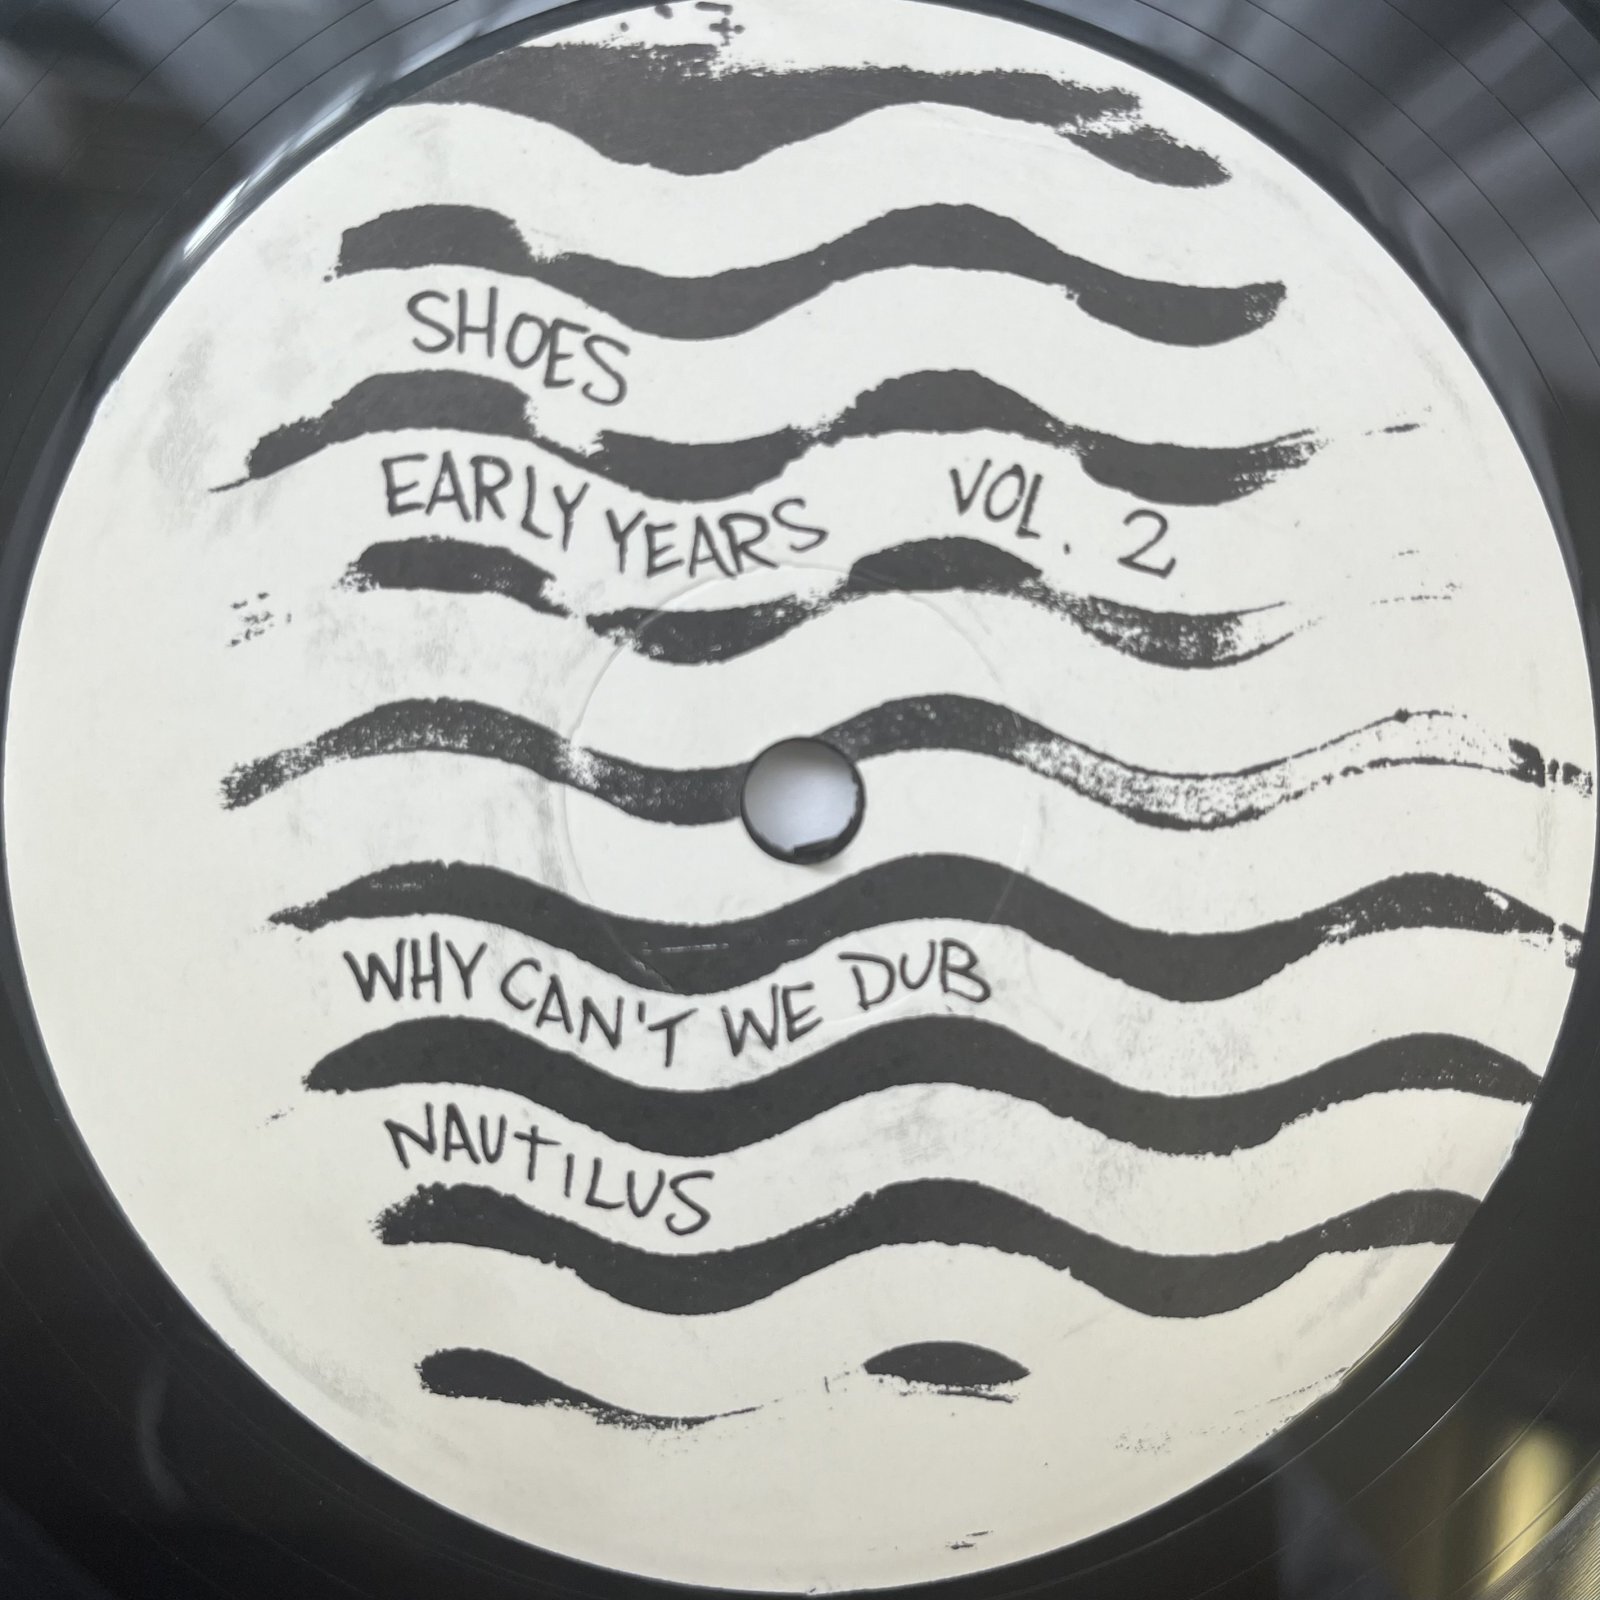 SHOES
EARLY YEARS VOL. 2
WHY CAN'T WE DUB
NAUTILUS